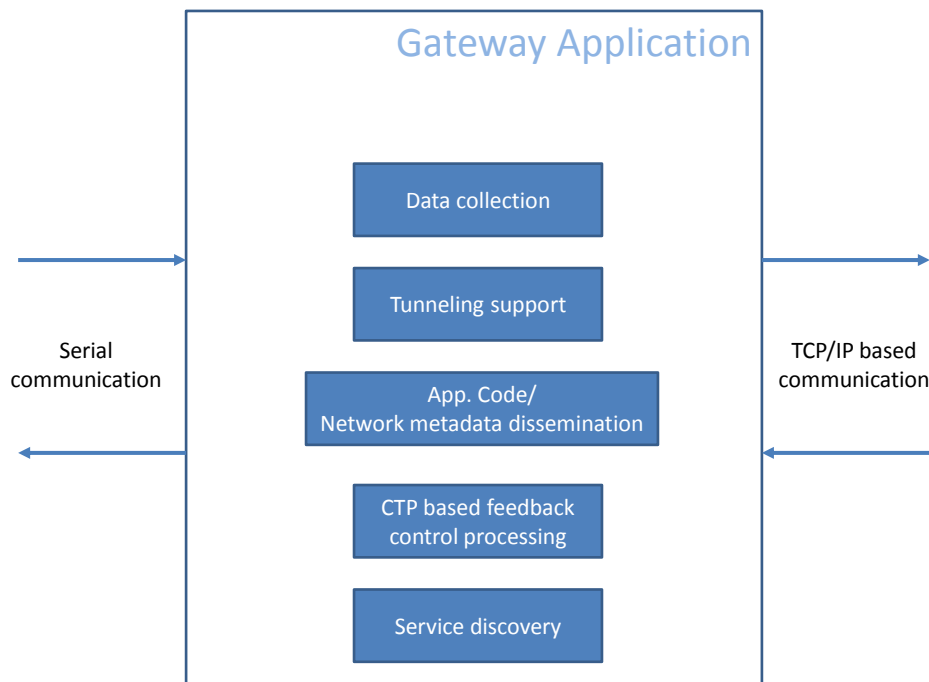 Gateway Application
Data collection
Tunneling support
Serial
communication
TCP/IP based
communication
App. Code/
Network metadata dissemination
CTP based feedback
control processing
Service discovery